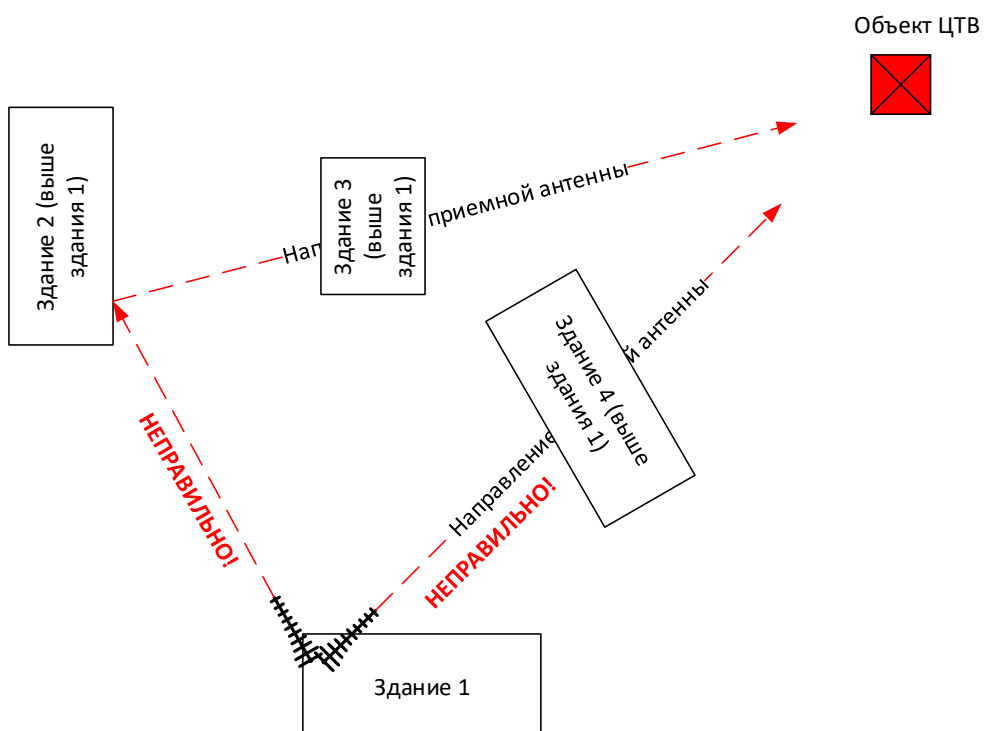 Объект ЦТВ
Здание 2 (выше
здания 1)
Здание 3
(выше
здания 1)
приемной антенны
Здание 4 (выше
здания 1)
антенны
Направление
НЕПРАВИЛЬНО!
НЕПРАВИЛЬНО!
Здание 1